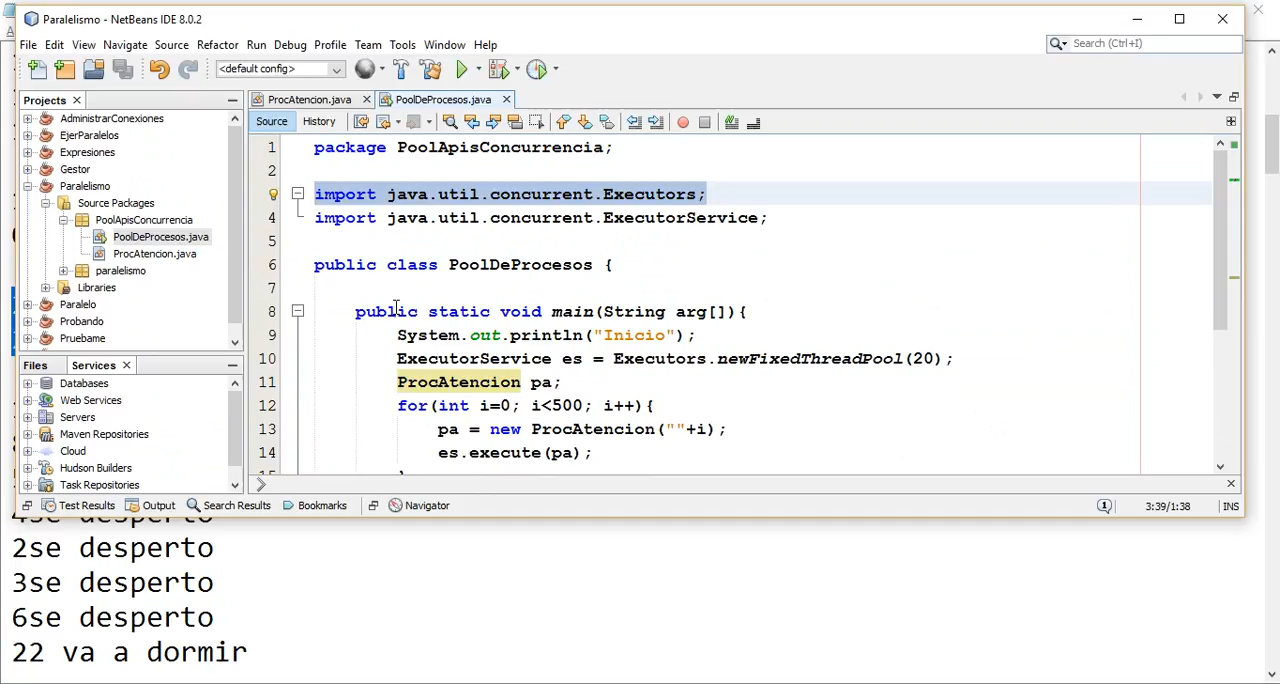 Paralelismo - NetBeans IDE 8.0.2
File Edit View Navigate Source Refactor Run Debug Profile Team Tools Window Help
Search (Ctrl+I)
<default config>
Projects
ProcAtencion.java
PoolDeProcesos.java
AdministrarConexiones
EjerParalelos
Expresiones
Gestor
Paralelismo
Source Packages
PoolApisConcurrencia
PoolDeProcesos.java
ProcAtencion.java
paralelismo
Libraries
Paralelo
Probando
Pruebame
Source History
1 package PoolApisConcurrencia;
2
3 import java.util.concurrent.Executors;
4 import java.util.concurrent.ExecutorService;
5
6 public class PoolDeProcesos {
7
8 public static void main(String arg[]){
9 System.out.println("Inicio");
10 ExecutorService es = Executors.newFixedThreadPool(20);
11 ProcAtencion pa;
12 for(int i=0; i<500; i++){
13 pa = new ProcAtencion(""+i);
14 es.execute(pa);
Files Services
Databases
Web Services
Servers
Maven Repositories
Cloud
Hudson Builders
Task Repositories
Test Results Output Search Results Bookmarks Navigator
3:39/1:38 INS
4se desperto
2se desperto
3se desperto
6se desperto
22 va a dormir